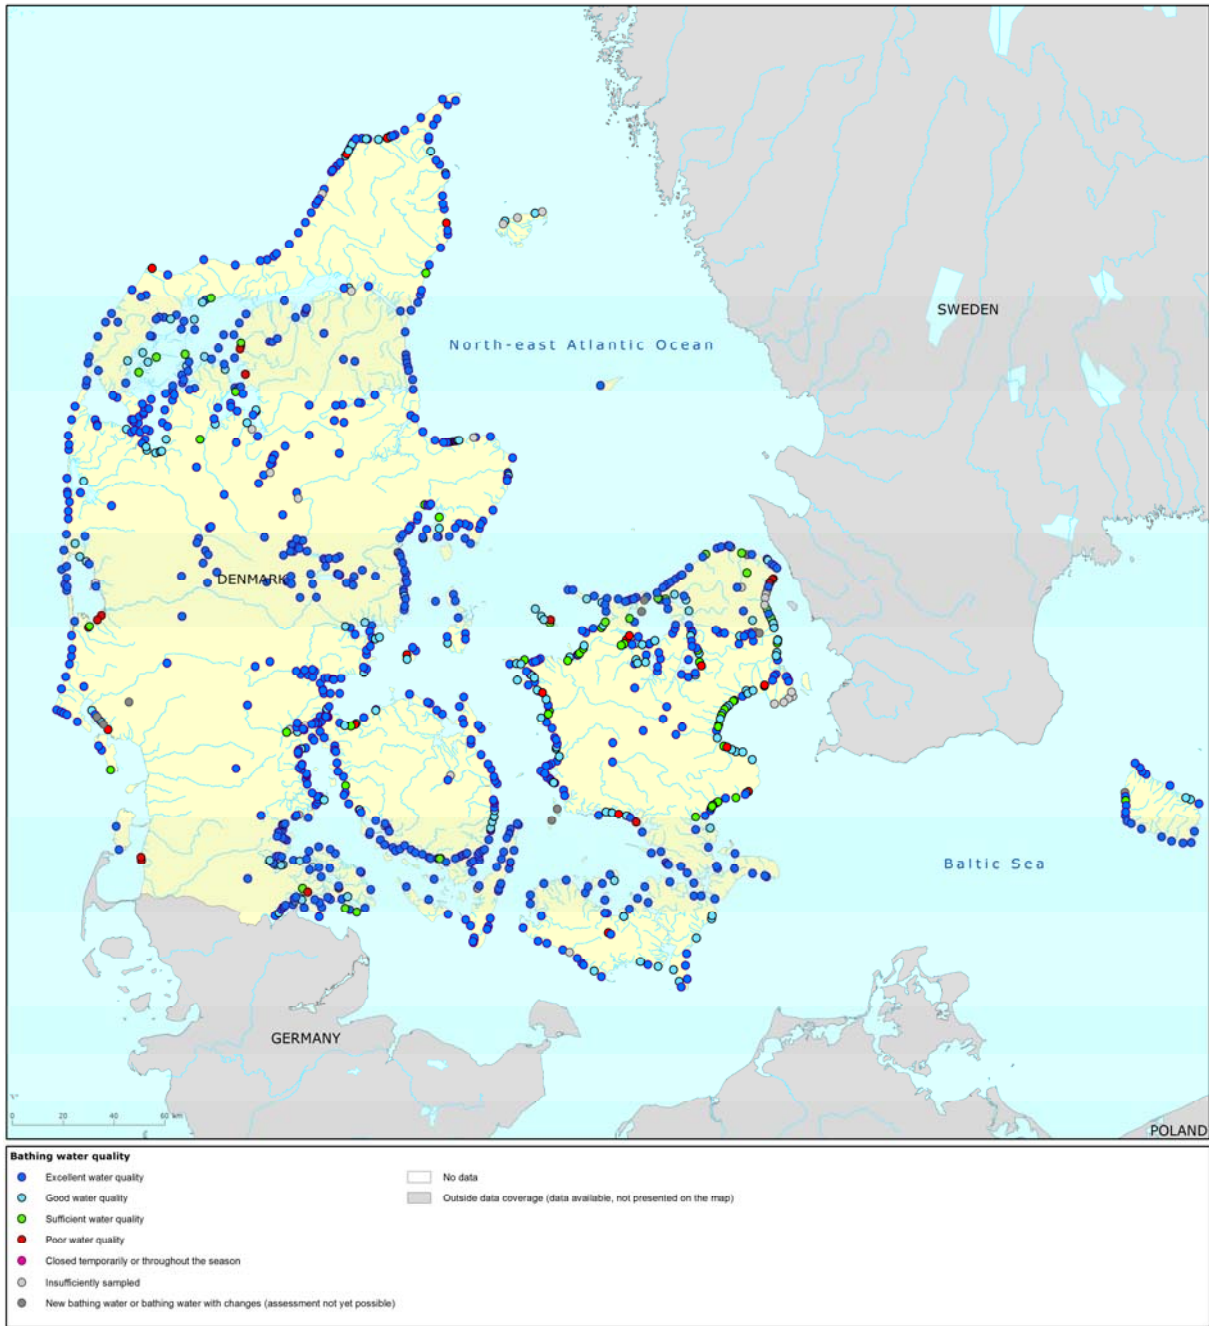 SWEDEN
North-east Atlantic Ocean
DENMARK
Baltic Sea
GERMANY
0 20 40 60 km
POLAND
Bathing water quality
Excellent water quality
No data
Good water quality
Outside data coverage (data available, not presented on the map)
Sufficient water quality
Poor water quality
Closed temporarily or throughout the season
Insufficiently sampled
New bathing water or bathing water with changes (assessment not yet possible)